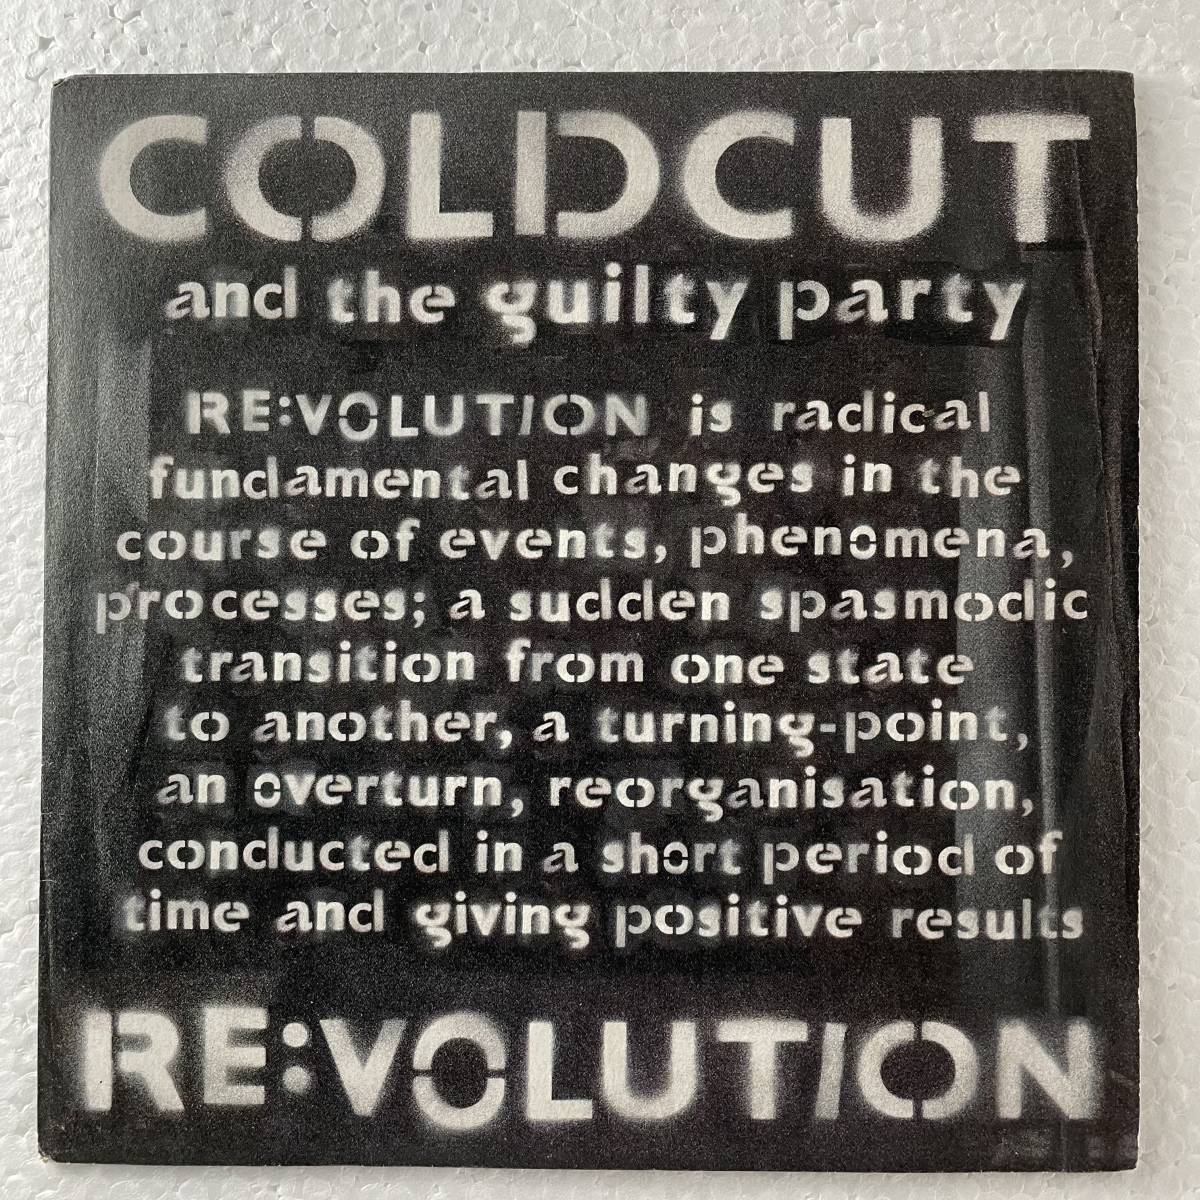 COLDCUT
and the guilty party
RE:VOLUTION is radical
fundamental changes in the
course of events, phenomena,
processes; a sudden spasmodic
transition from one state
to another, a turning-point,
an overturn, reorganisation,
conducted in a short period of
time and giving positive results
RE:VOLUTION